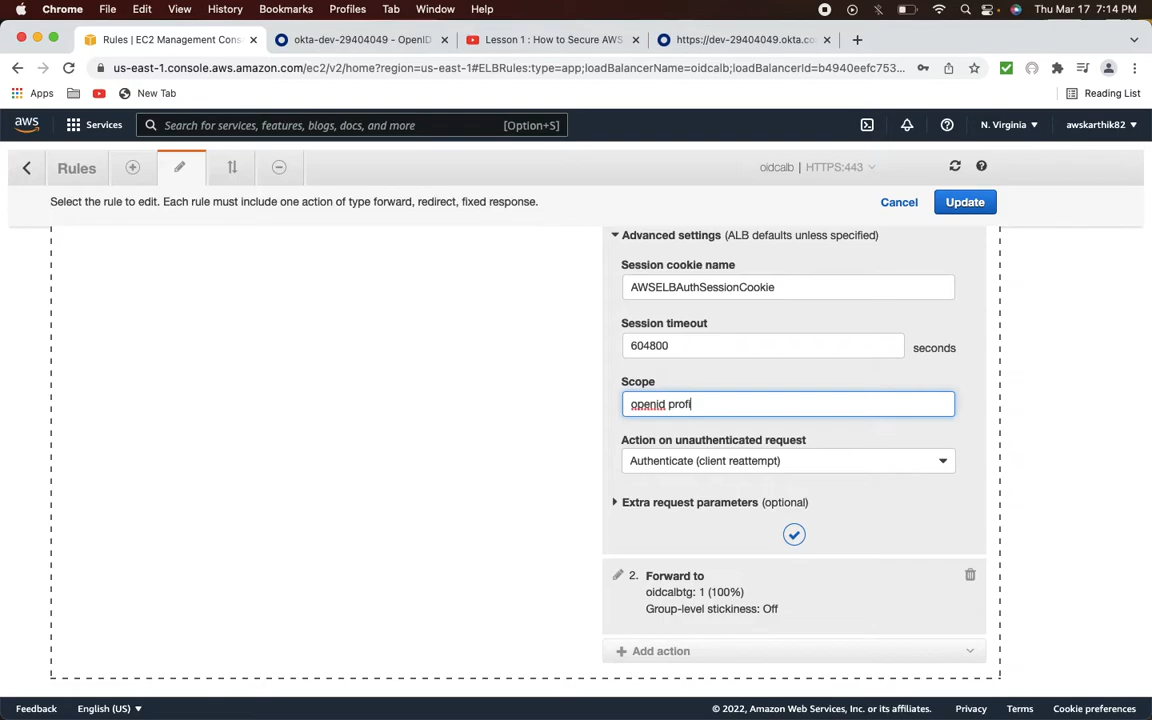 Chrome File Edit View History Bookmarks Profiles Tab Window Help Thu Mar 17 7:14 PM
Rules | EC2 Management Cons okta-dev-29404049 - OpenID Lesson 1 : How to Secure AWS https://dev-29404049.okta.co
us-east-1.console.aws.amazon.com/ec2/v2/home?region=us-east-1#ELBRules:type=app;loadBalancerName=oidcalb;loadBalancerId=b4940eefc753...
Apps New Tab Reading List
aws Services Search for services, features, blogs, docs, and more [Option+S] N. Virginia awskarthik82
Rules oidcalb | HTTPS:443
Select the rule to edit. Each rule must include one action of type forward, redirect, fixed response. Cancel Update
Advanced settings (ALB defaults unless specified)
Session cookie name
AWSELBAuthSessionCookie
Session timeout
604800 seconds
Scope
openid profi
Action on unauthenticated request
Authenticate (client reattempt)
Extra request parameters (optional)
2. Forward to
oidcalbtg: 1 (100%)
Group-level stickiness: Off
Add action
Feedback English (US) © 2022, Amazon Web Services, Inc. or its affiliates. Privacy Terms Cookie preferences